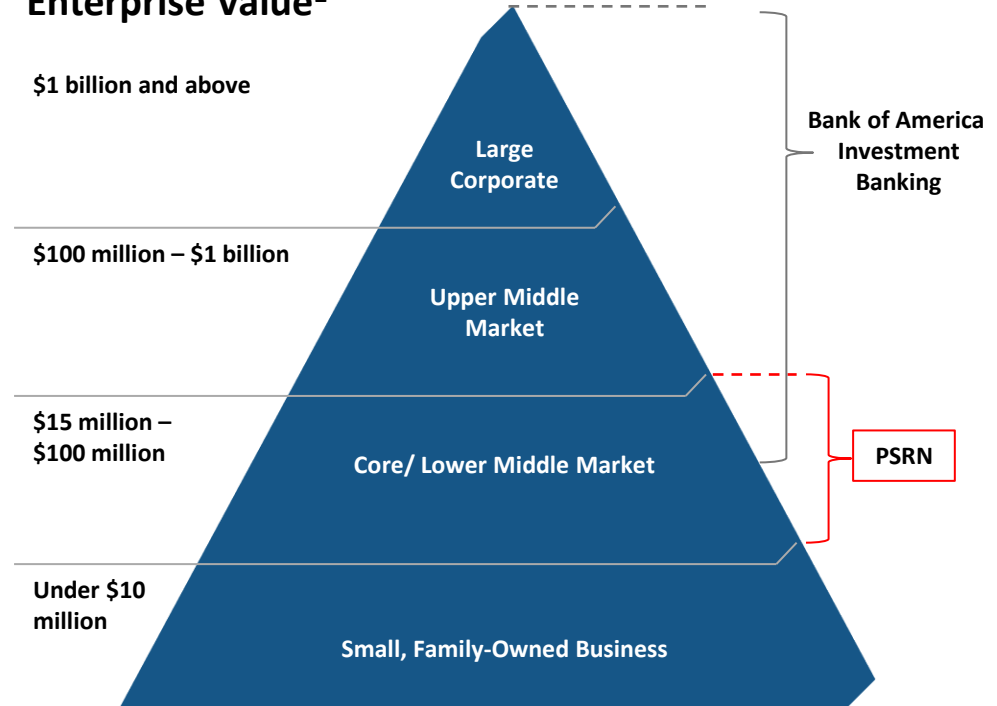 Enterprise Value
$1 billion and above
Large
Corporate
Bank of America
Investment
Banking
$100 million – $1 billion
Upper Middle
Market
$15 million –
$100 million
Core/ Lower Middle Market
PSRN
Under $10
million
Small, Family-Owned Business